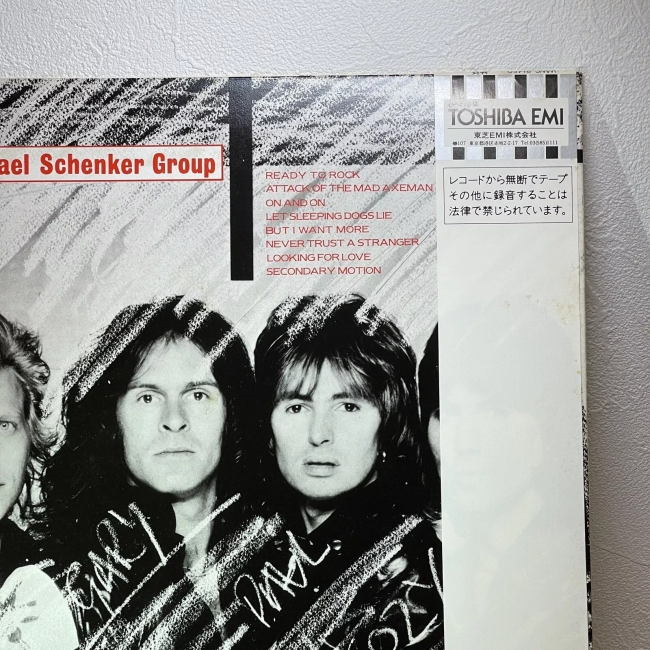 ael Schenker Group
READY TO ROCK
ATTACK OF THE MAD AXEMAN
ON AND ON
LET SLEEPING DOGS LIE
BUT I WANT MORE
NEVER TRUST A STRANGER
LOOKING FOR LOVE
SECONDARY MOTION
TOSHIBA EMI
東芝EMI株式会社
レコードから無断でテープ
その他に録音することは
法律で禁じられています。
GARY
PAUL
COZY